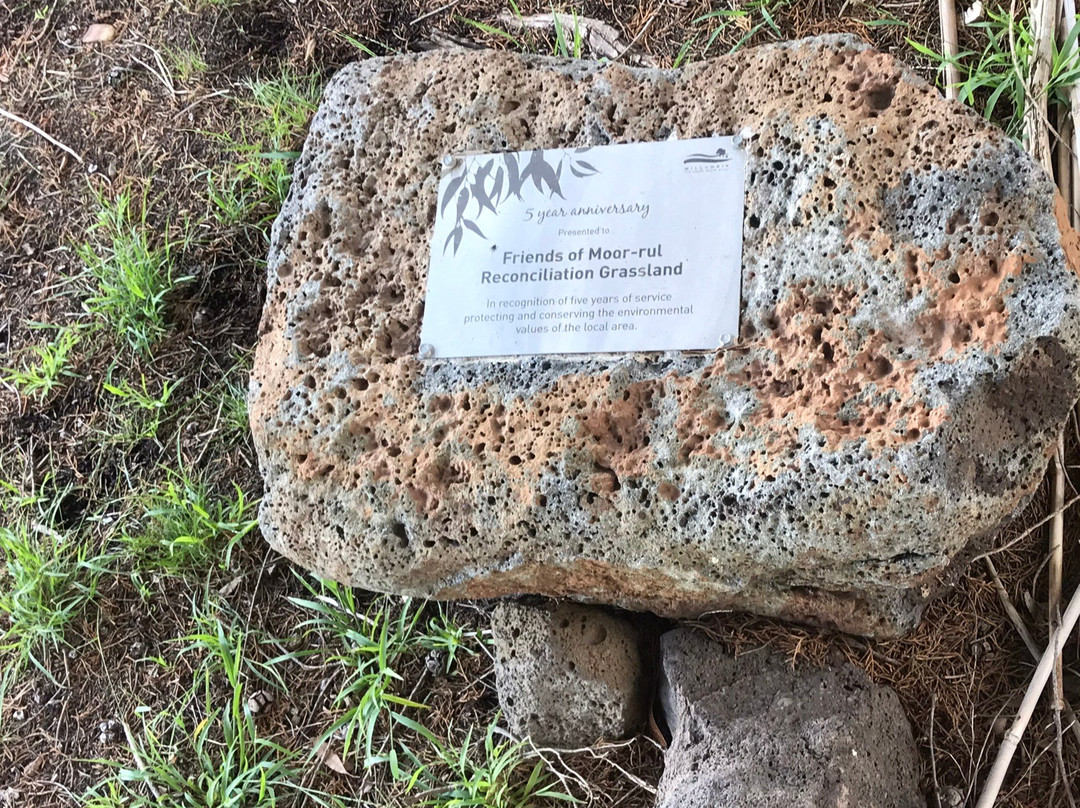 5 year anniversary
Presented to
Friends of Moor-rul
Reconciliation Grassland
In recognition of five years of service
protecting and conserving the environmental
values of the local area.